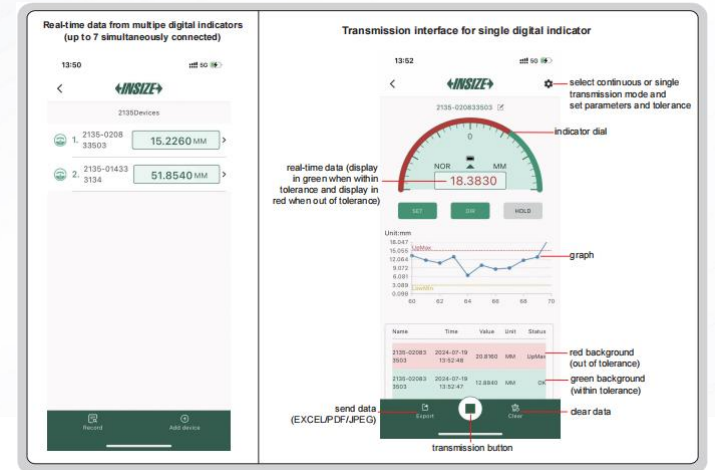 Real-time data from multipe digital indicators
(up to 7 simultaneously connected)
13:50
5G
INSIZE
2135Devices
1. 2135-0208
33503
15.2260 MM
2. 2135-01433
3134
51.8540 MM
Record
Add device
Transmission interface for single digital indicator
13:52
5G
INSIZE
2135-020833503
0
NOR
MM
18.3830
SET
HOLD
select continuous or single
transmission mode and
set parameters and tolerance
indicator dial
real-time data (display
in green when within
tolerance and display in
red when out of tolerance)
Unit:mm
18.047
15.055
12.064
9.072
6.081
3.089
0.098
UpMax
60 62 64 66 68 70
graph
Name Time Value Unit Status
2135-02083
3503
2024-07-19
13:52:48
20.8160 MM UpMax
2135-02083
3503
2024-07-19
13:52:47
12.8840 MM OK
red background
(out of tolerance)
green background
(within tolerance)
send data
(EXCEL/PDF/JPEG)
Export
Clear
clear data
transmission button